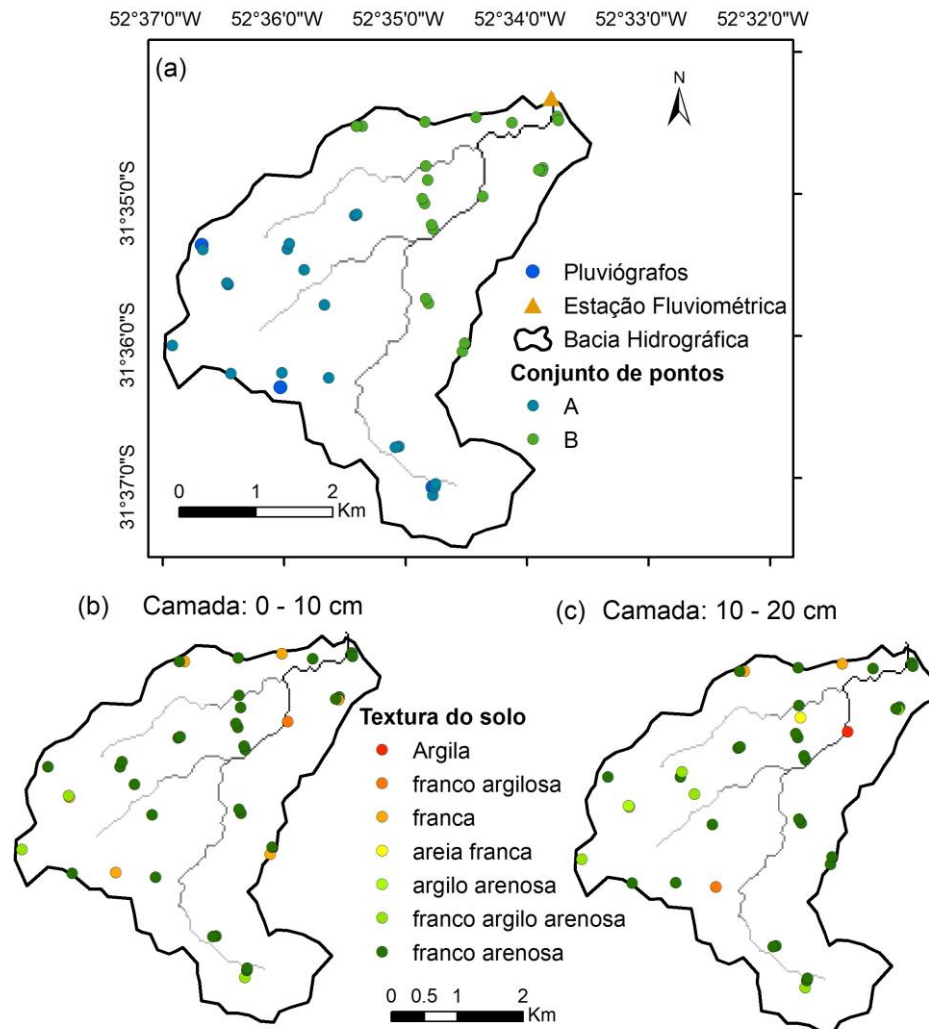 52°37'0"W 52°36'0"W 52°35'0"W 52°34'0"W 52°33'0"W 52°32'0"W
(a)
N
31°35'0"S
31°36'0"S
31°37'0"S
Pluviógrafos
Estação Fluviométrica
Bacia Hidrográfica
Conjunto de pontos
A
B
0 1 2
Km
(b) Camada: 0 - 10 cm
(c) Camada: 10 - 20 cm
Textura do solo
Argila
franco argilosa
franca
areia franca
argilo arenosa
franco argilo arenosa
franco arenosa
0 0.5 1 2
Km